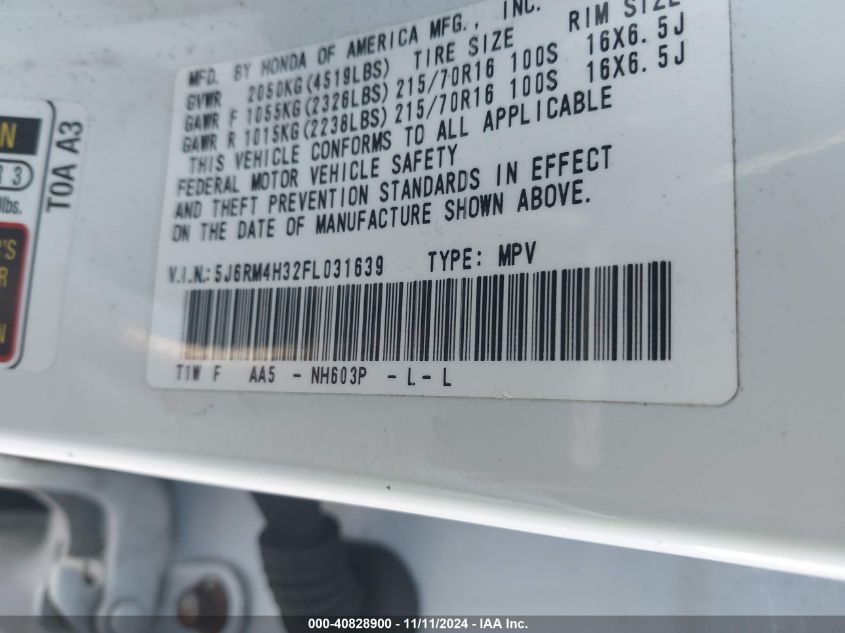 MFD. BY HONDA OF AMERICA MFG., INC.
GVWR 2050KG(4519LBS) TIRE SIZE RIM SIZE
GAWR F 1055KG(2326LBS) 215/70R16 100S 16X6.5J
GAWR R 1015KG(2238LBS) 215/70R16 100S 16X6.5J
THIS VEHICLE CONFORMS TO ALL APPLICABLE
FEDERAL MOTOR VEHICLE SAFETY
AND THEFT PREVENTION STANDARDS IN EFFECT
ON THE DATE OF MANUFACTURE SHOWN ABOVE.
V.I.N.: 5J6RM4H32FL031639 TYPE: MPV
T1W F AA5 - NH603P - L - L
T0A A3
N
3
lbs.
R
N
000-40828900 - 11/11/2024 - IAA Inc.